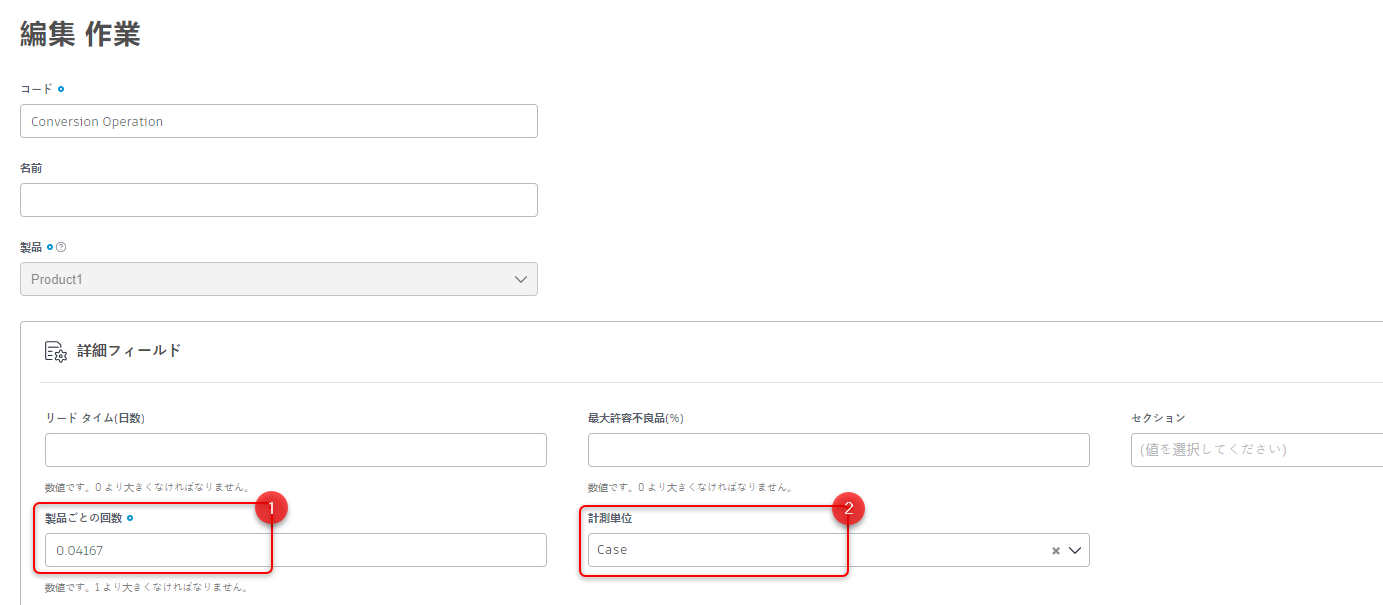 編集 作業
コード
Conversion Operation
名前
製品
Product1
詳細フィールド
リード タイム(日数)
最大許容不良品(%)
セクション
(値を選択してください)
数値です。0 より大きくなければなりません。
数値です。0 より大きくなければなりません。
1
2
製品ごとの回数
計測単位
0.04167
Case
数値です。1 より大きくなければなりません。